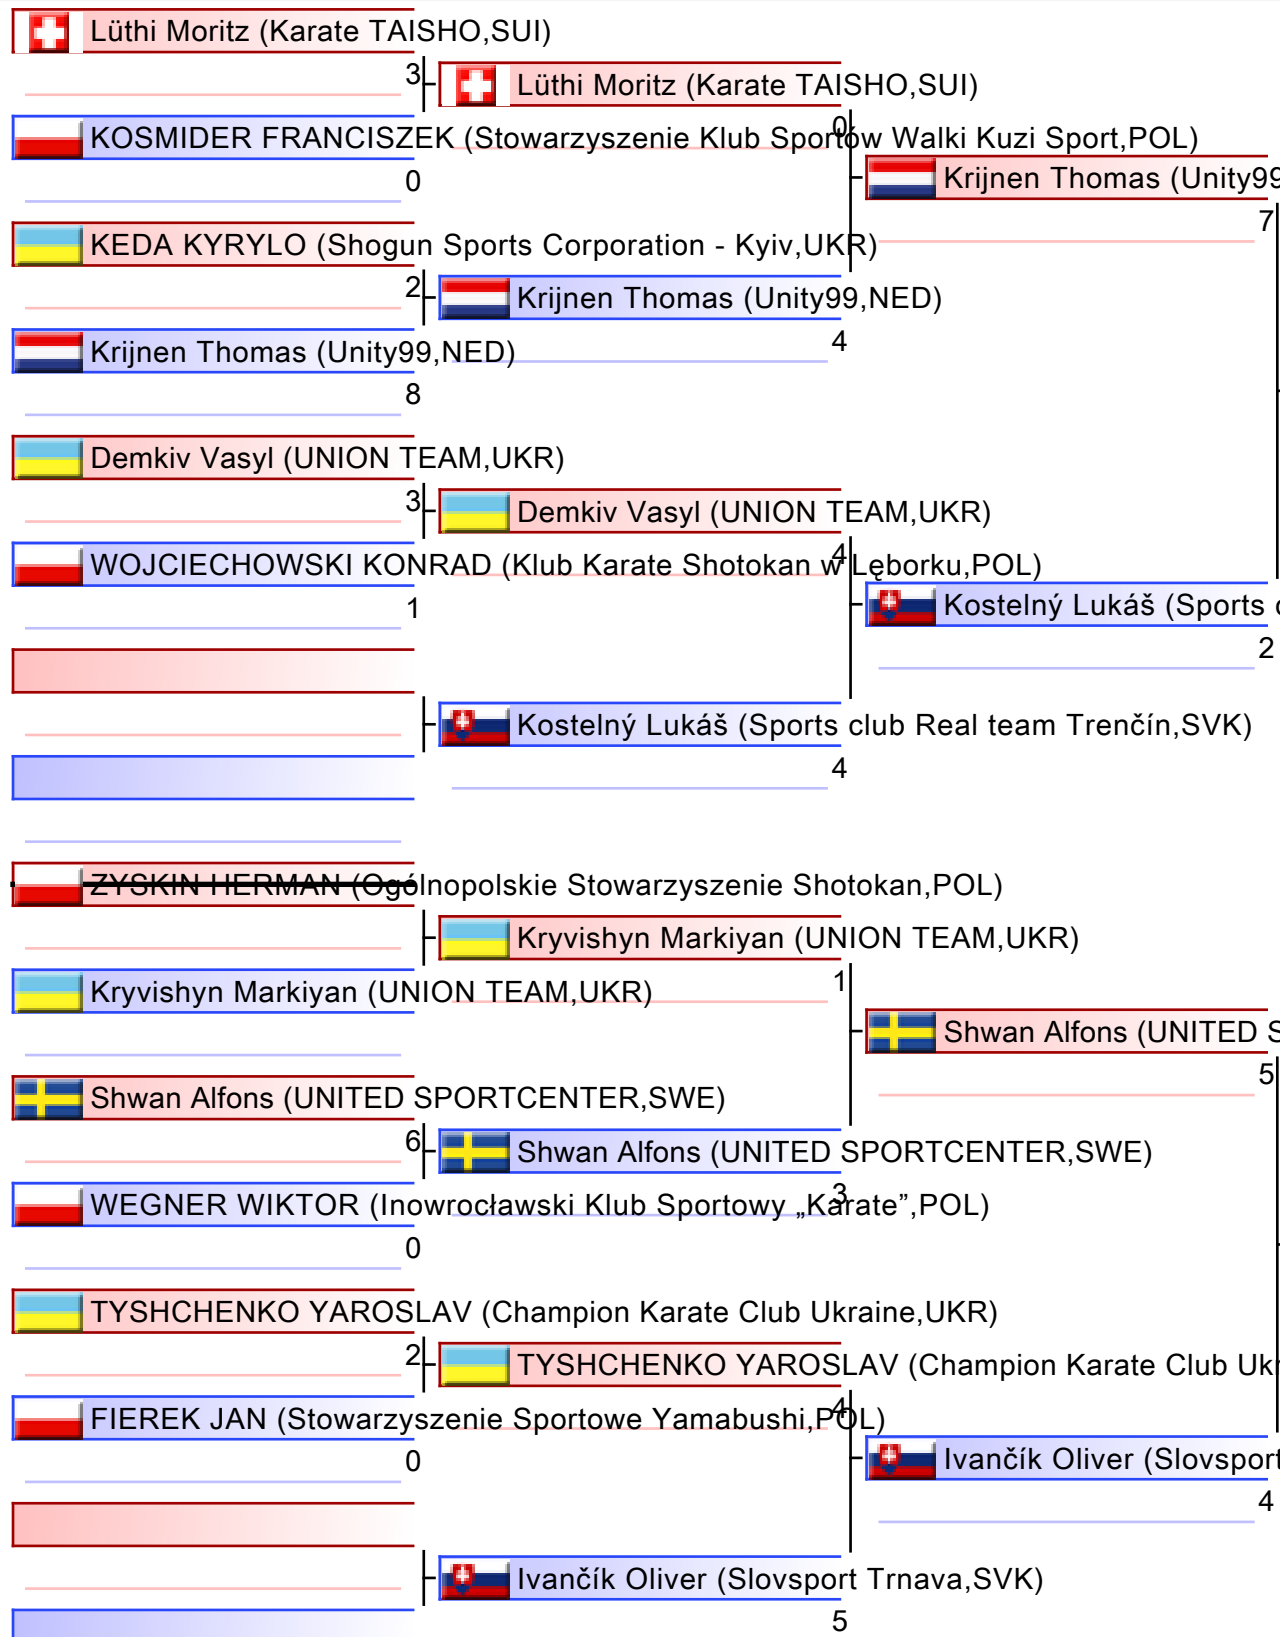 Lüthi Moritz (Karate TAISHO,SUI)
3
Lüthi Moritz (Karate TAISHO,SUI)
0
KOSMIDER FRANCISZEK (Stowarzyszenie Klub Sportów Walki Kuzi Sport,POL)
0
Krijnen Thomas (Unity99
7
KEDA KYRYLO (Shogun Sports Corporation - Kyiv,UKR)
2
Krijnen Thomas (Unity99,NED)
4
Krijnen Thomas (Unity99,NED)
8
Demkiv Vasyl (UNION TEAM,UKR)
3
Demkiv Vasyl (UNION TEAM,UKR)
4
WOJCIECHOWSKI KONRAD (Klub Karate Shotokan w Lęborku,POL)
1
Kostelný Lukáš (Sports
2
Kostelný Lukáš (Sports club Real team Trenčín,SVK)
4
ZYSKIN HERMAN (Ogólnopolskie Stowarzyszenie Shotokan,POL)
Kryvishyn Markiyan (UNION TEAM,UKR)
1
Kryvishyn Markiyan (UNION TEAM,UKR)
Shwan Alfons (UNITED S
5
Shwan Alfons (UNITED SPORTCENTER,SWE)
6
Shwan Alfons (UNITED SPORTCENTER,SWE)
3
WEGNER WIKTOR (Inowrocławski Klub Sportowy „Karate”,POL)
0
TYSHCHENKO YAROSLAV (Champion Karate Club Ukraine,UKR)
2
TYSHCHENKO YAROSLAV (Champion Karate Club Ukr
4
FIEREK JAN (Stowarzyszenie Sportowe Yamabushi,POL)
0
Ivančík Oliver (Slovsport
4
Ivančík Oliver (Slovsport Trnava,SVK)
5